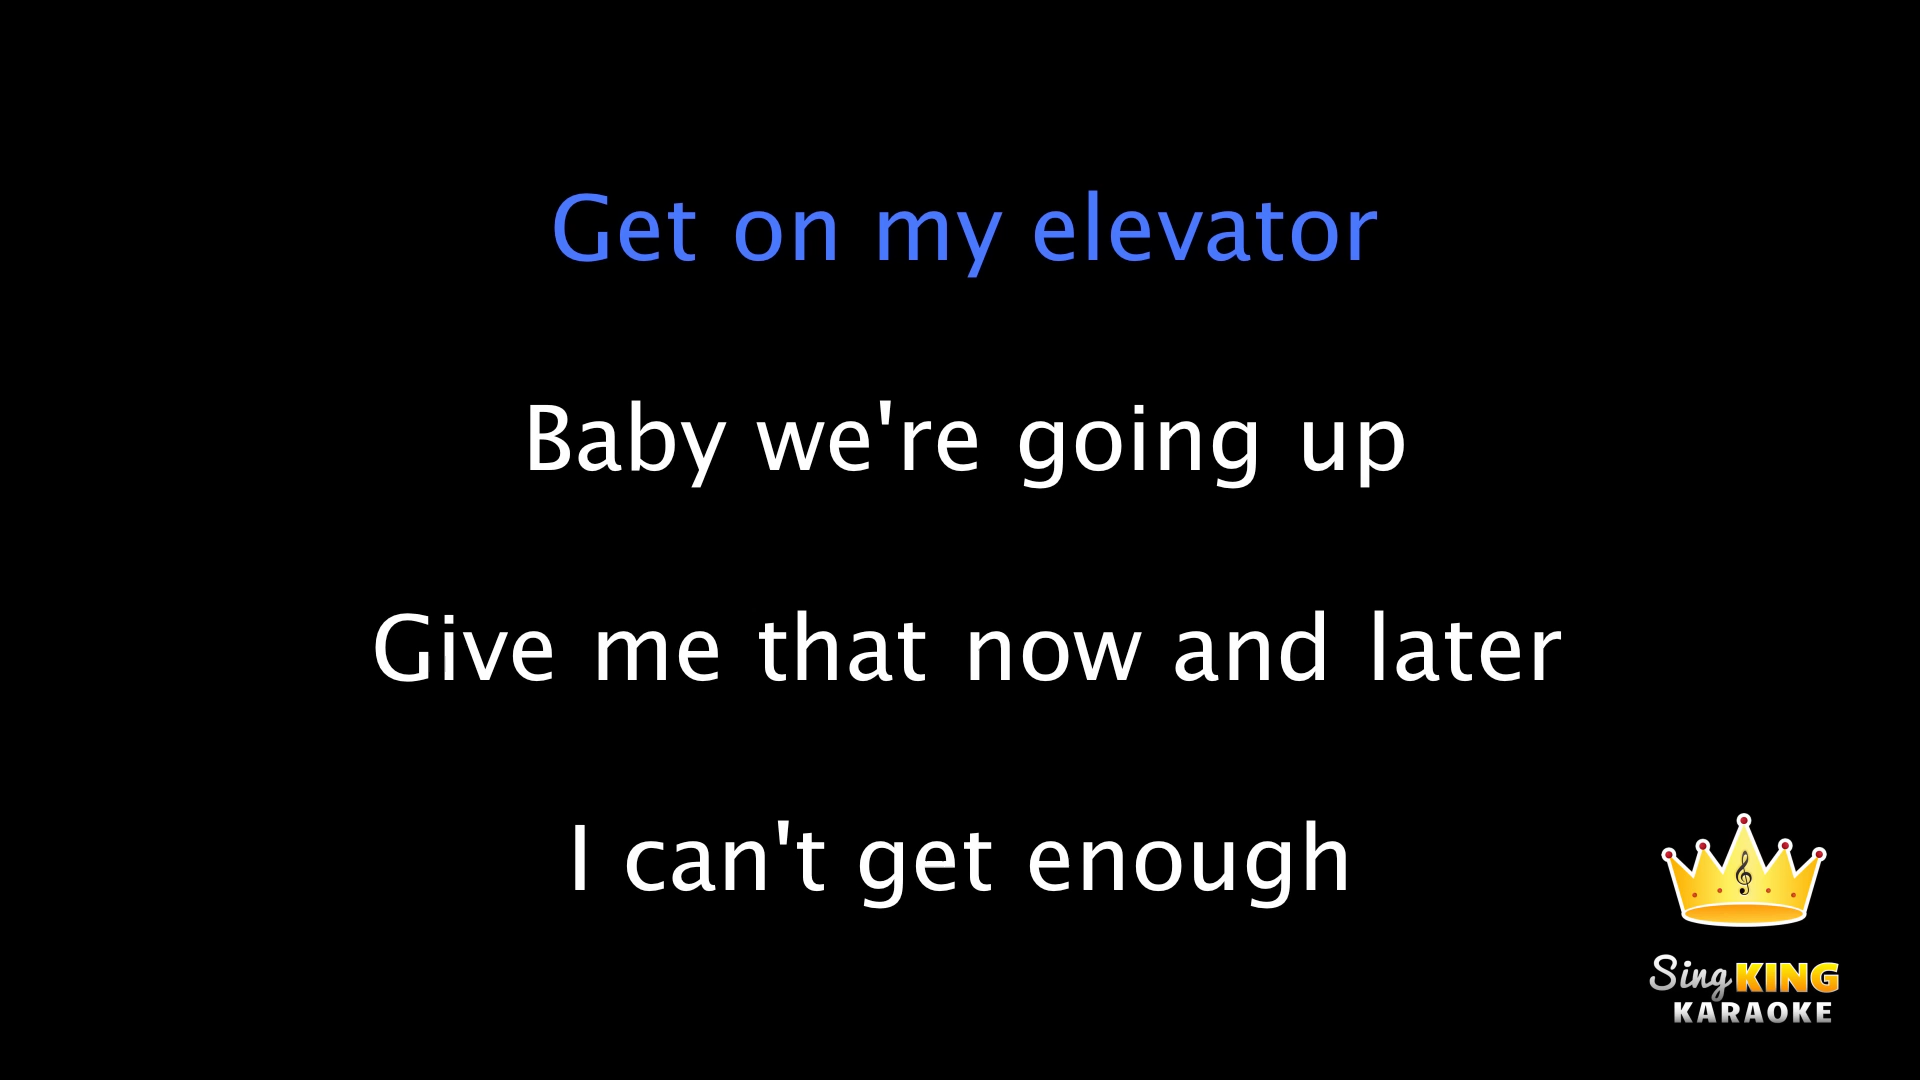 Get on my elevator
Baby we're going up
Give me that now and later
I can't get enough
Sing KING
KARAOKE